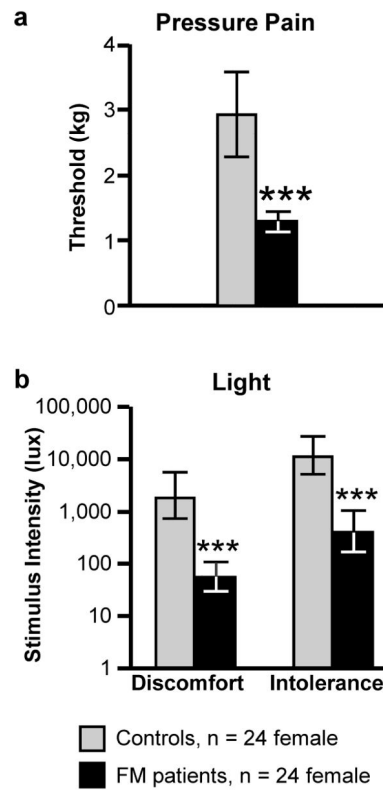 a
Pressure Pain
Threshold (kg)
4
3
2
1
0
***
b
Light
Stimulus Intensity (lux)
100,000
10,000
1,000
100
10
1
***
***
Discomfort Intolerance
Controls, n = 24 female
FM patients, n = 24 female